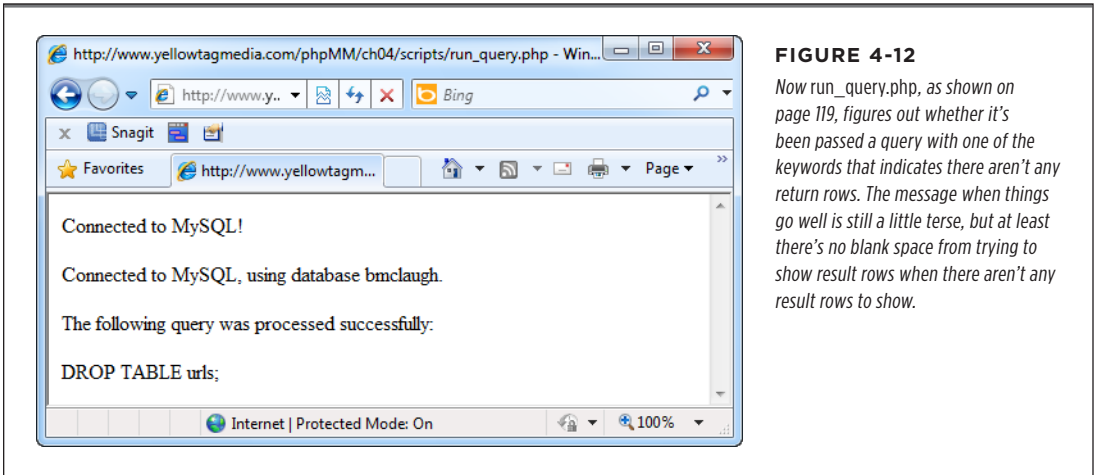 http://www.yellowtagmedia.com/phpMM/ch04/scripts/run_query.php - Win...
http://www.y..
Bing
x Snagit
Favorites
http://www.yellowtagm...
Page
»
Connected to MySQL!
Connected to MySQL, using database bmclaugh.
The following query was processed successfully:
DROP TABLE urls;
Internet | Protected Mode: On
100%
FIGURE 4-12
Now run_query.php, as shown on
page 119, figures out whether it's
been passed a query with one of the
keywords that indicates there aren't any
return rows. The message when things
go well is still a little terse, but at least
there's no blank space from trying to
show result rows when there aren't any
result rows to show.